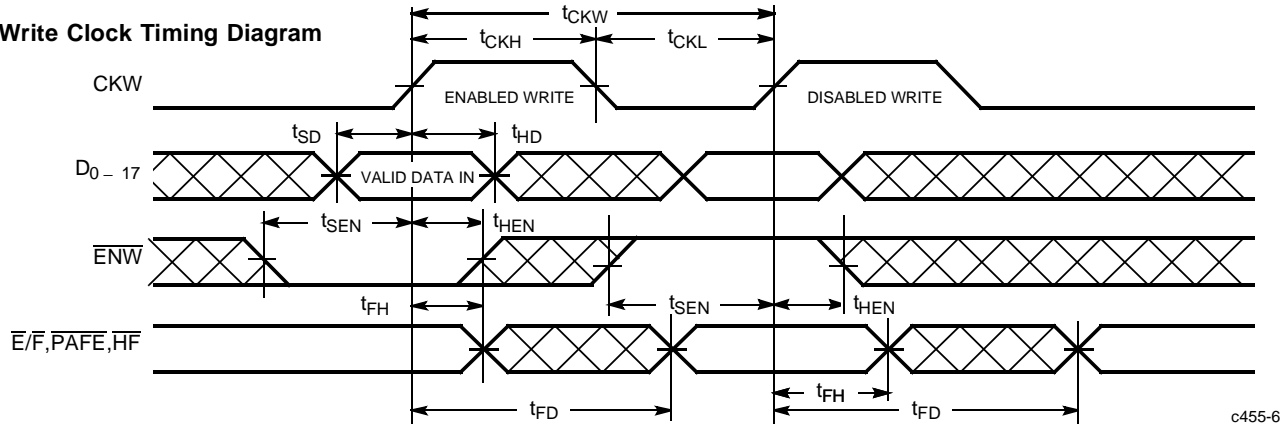 tCKW
Write Clock Timing Diagram
tCKH tCKL
CKW
ENABLED WRITE DISABLED WRITE
tSD tHD
D0 – 17
VALID DATA IN
tSEN tHEN
ENW
tFH tSEN tHEN
E/F,PAFE,HF
tFH
tFD tFD
c455-6